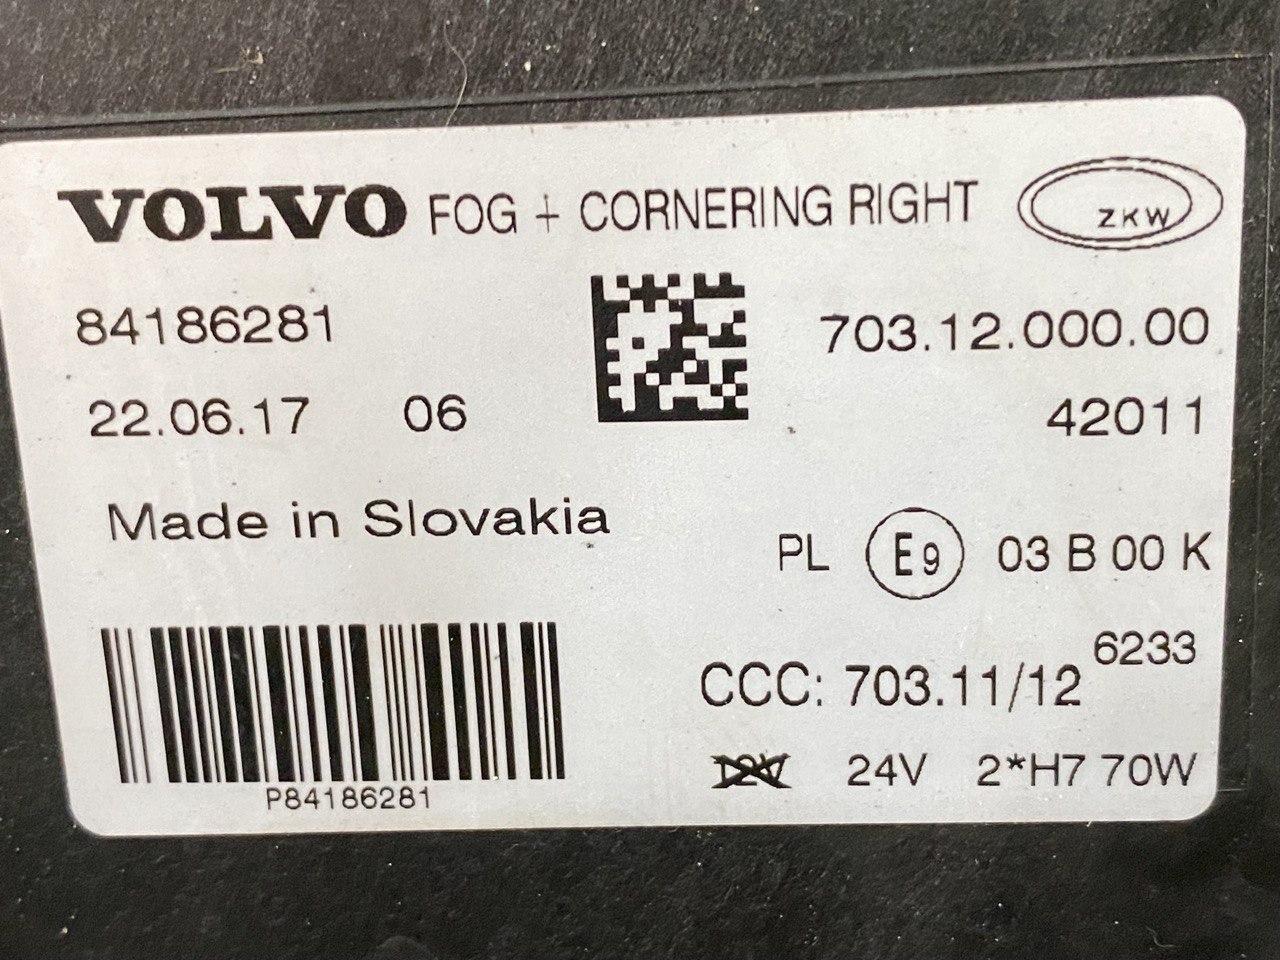 VOLVO FOG + CORNERING RIGHT ZKW
84186281 703.12.000.00
22.06.17 06 42011
Made in Slovakia
PL E9 03 B 00 K
6233
CCC: 703.11/12
12V 24V 2*H7 70W
P84186281